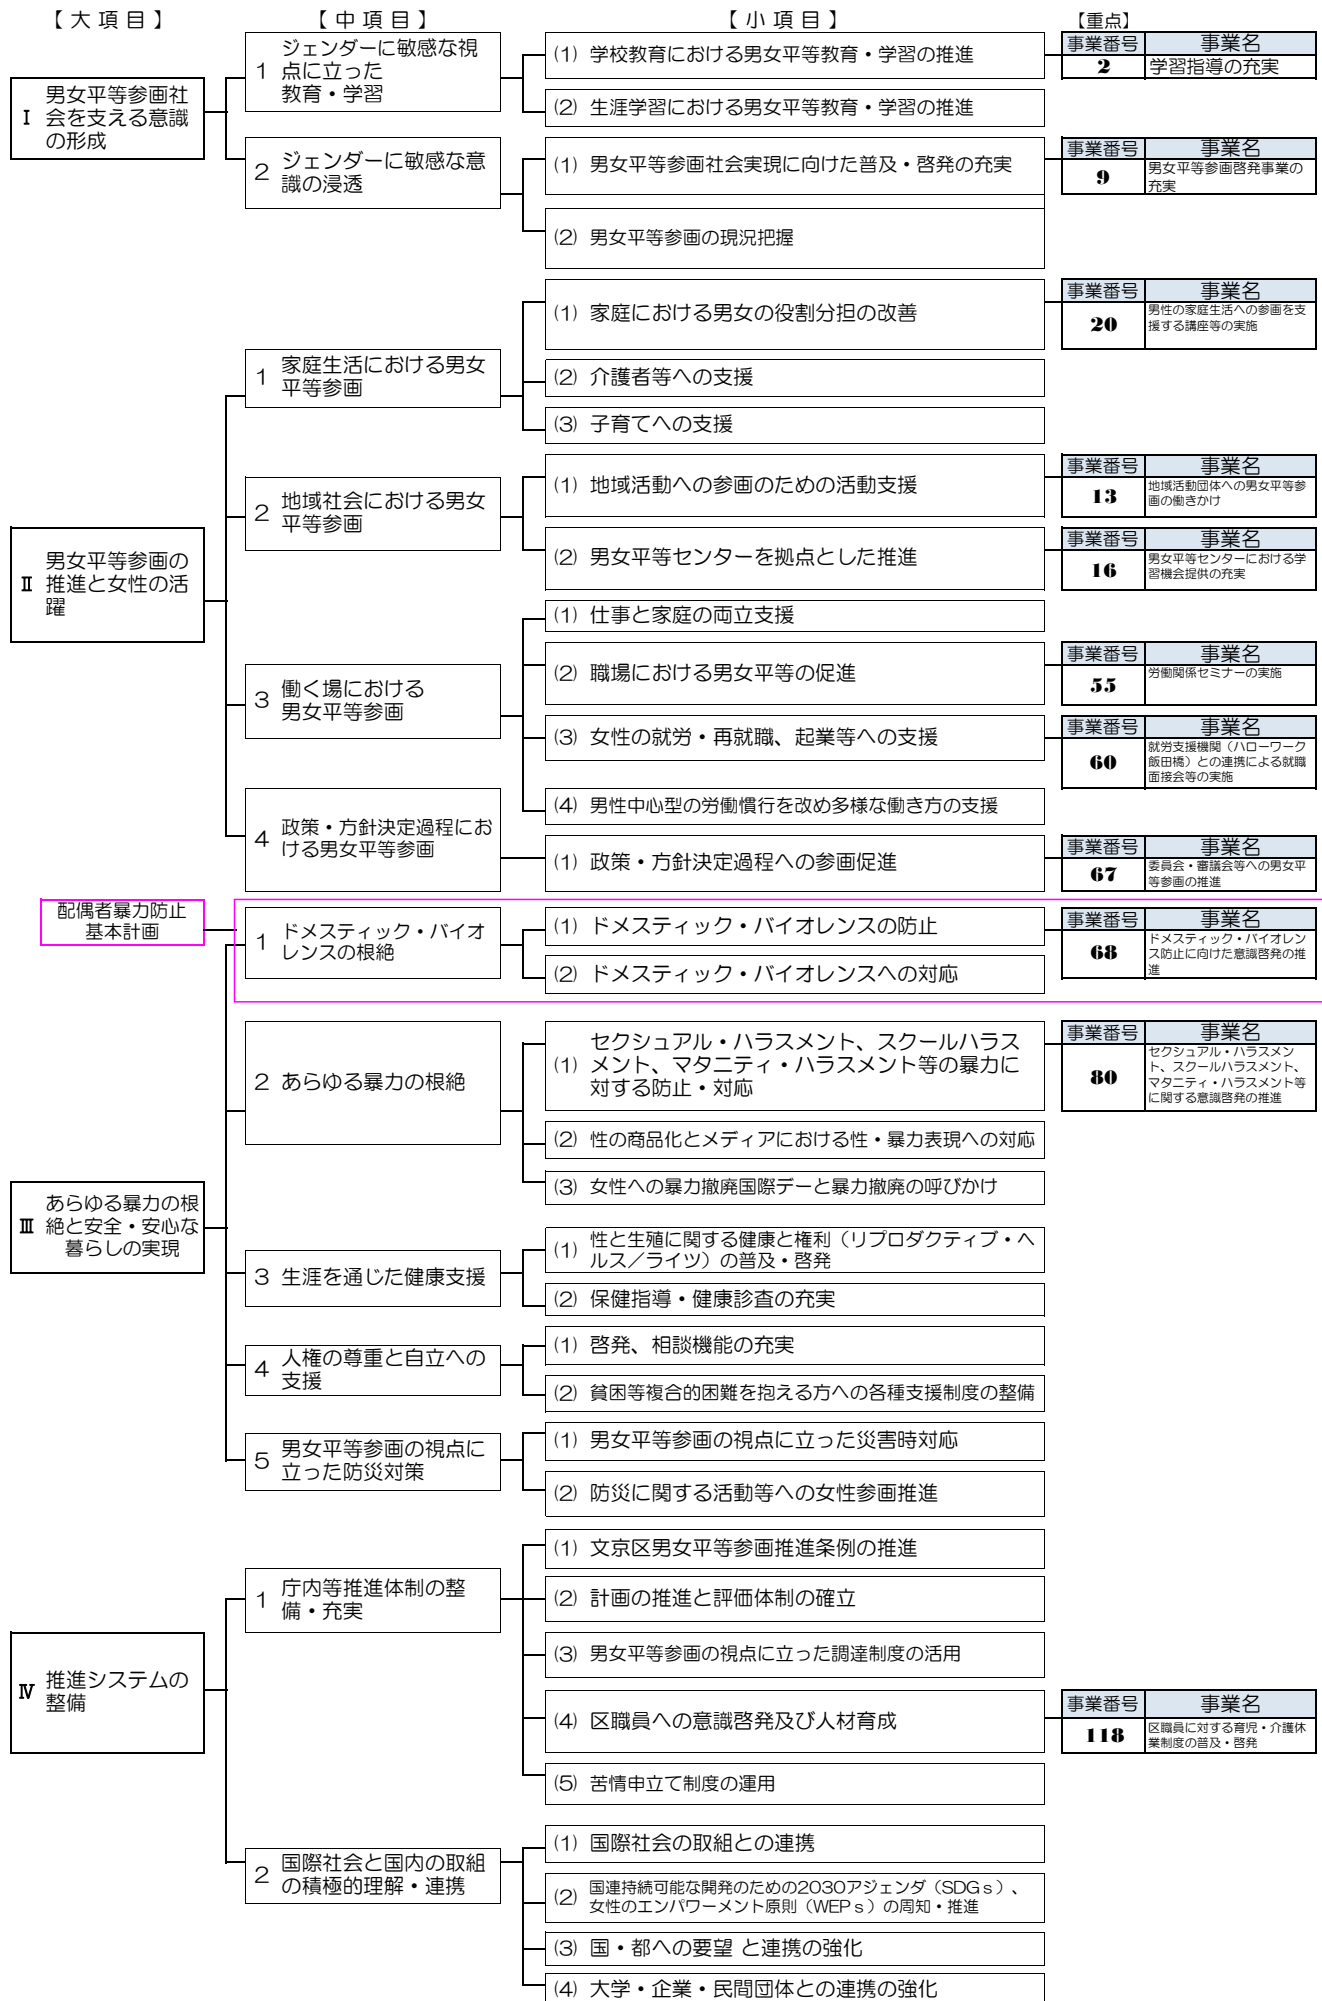 【大項目】
【中項目】
【小項目】
【重点】
Ⅰ
男女平等参画社
会を支える意識
の形成
1
ジェンダーに敏感な視
点に立った
教育・学習
(1) 学校教育における男女平等教育・学習の推進
事業番号 事業名
2 学習指導の充実
(2) 生涯学習における男女平等教育・学習の推進
2
ジェンダーに敏感な意
識の浸透
(1) 男女平等参画社会実現に向けた普及・啓発の充実
事業番号 事業名
9
男女平等参画啓発事業の
充実
(2) 男女平等参画の現況把握
Ⅱ
男女平等参画の
推進と女性の活
躍
1
家庭生活における男女
平等参画
(1) 家庭における男女の役割分担の改善
事業番号 事業名
20
男性の家庭生活への参画を支
援する講座等の実施
(2) 介護者等への支援
(3) 子育てへの支援
2
地域社会における男女
平等参画
(1) 地域活動への参画のための活動支援
事業番号 事業名
13
地域活動団体への男女平等参
画の働きかけ
(2) 男女平等センターを拠点とした推進
事業番号 事業名
16
男女平等センターにおける学
習機会提供の充実
3
働く場における
男女平等参画
(1) 仕事と家庭の両立支援
(2) 職場における男女平等の促進
事業番号 事業名
55 労働関係セミナーの実施
(3) 女性の就労・再就職、起業等への支援
事業番号 事業名
60
就労支援機関（ハローワーク
飯田橋）との連携による就職
面接会等の実施
(4) 男性中心型の労働慣行を改め多様な働き方の支援
4
政策・方針決定過程にお
ける男女平等参画
(1) 政策・方針決定過程への参画促進
事業番号 事業名
67
委員会・審議会等への男女平
等参画の推進
配偶者暴力防止
基本計画
Ⅲ
あらゆる暴力の根
絶と安全・安心な
暮らしの実現
1
ドメスティック・バイオ
レンスの根絶
(1) ドメスティック・バイオレンスの防止
事業番号 事業名
68
ドメスティック・バイオレン
ス防止に向けた意識啓発の推
進
(2) ドメスティック・バイオレンスへの対応
2 あらゆる暴力の根絶
(1)
セクシュアル・ハラスメント、スクールハラス
メント、マタニティ・ハラスメント等の暴力に
対する防止・対応
事業番号 事業名
80
セクシュアル・ハラスメン
ト、スクールハラスメント、
マタニティ・ハラスメント等
に関する意識啓発の推進
(2) 性の商品化とメディアにおける性・暴力表現への対応
(3) 女性への暴力撤廃国際デーと暴力撤廃の呼びかけ
3 生涯を通じた健康支援
(1)
性と生殖に関する健康と権利（リプロダクティブ・ヘ
ルス／ライツ）の普及・啓発
(2) 保健指導・健康診査の充実
4
人権の尊重と自立への
支援
(1) 啓発、相談機能の充実
(2) 貧困等複合的困難を抱える方への各種支援制度の整備
5
男女平等参画の視点に
立った防災対策
(1) 男女平等参画の視点に立った災害時対応
(2) 防災に関する活動等への女性参画推進
Ⅳ
推進システムの
整備
1
庁内等推進体制の整
備・充実
(1) 文京区男女平等参画推進条例の推進
(2) 計画の推進と評価体制の確立
(3) 男女平等参画の視点に立った調達制度の活用
(4) 区職員への意識啓発及び人材育成
事業番号 事業名
118
区職員に対する育児・介護休
業制度の普及・啓発
(5) 苦情申立て制度の運用
2
国際社会と国内の取組
の積極的理解・連携
(1) 国際社会の取組との連携
(2)
国連持続可能な開発のための2030アジェンダ（SDGｓ）、
女性のエンパワーメント原則（WEPｓ）の周知・推進
(3) 国・都への要望 と連携の強化
(4) 大学・企業・民間団体との連携の強化